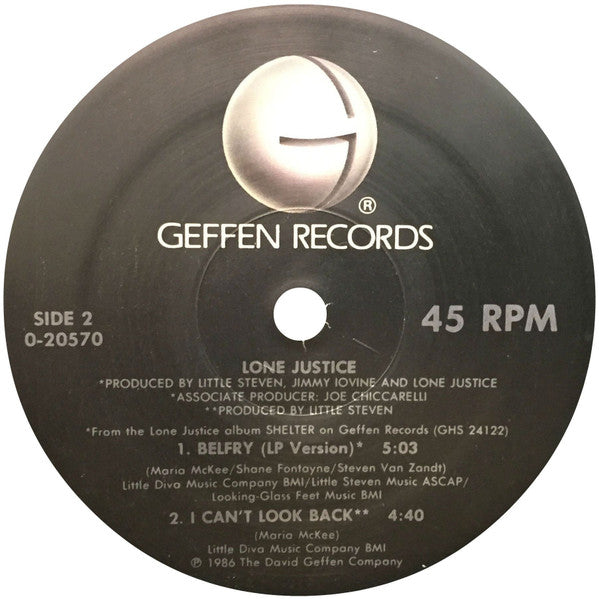 G
®
GEFFEN RECORDS
SIDE 2
0-20570
45 RPM
LONE JUSTICE
*PRODUCED BY LITTLE STEVEN, JIMMY IOVINE AND LONE JUSTICE
*ASSOCIATE PRODUCER: JOE CHICCARELLI
**PRODUCED BY LITTLE STEVEN
*From the Lone Justice album SHELTER on Geffen Records (GHS 24122)
1. BELFRY (LP Version)* 5:03
(Maria McKee/Shane Fontayne/Steven Van Zandt)
Little Diva Music Company BMI/Little Steven Music ASCAP/
Looking-Glass Feet Music BMI
2. I CAN'T LOOK BACK** 4:40
(Maria McKee)
Little Diva Music Company BMI
℗ 1986 The David Geffen Company